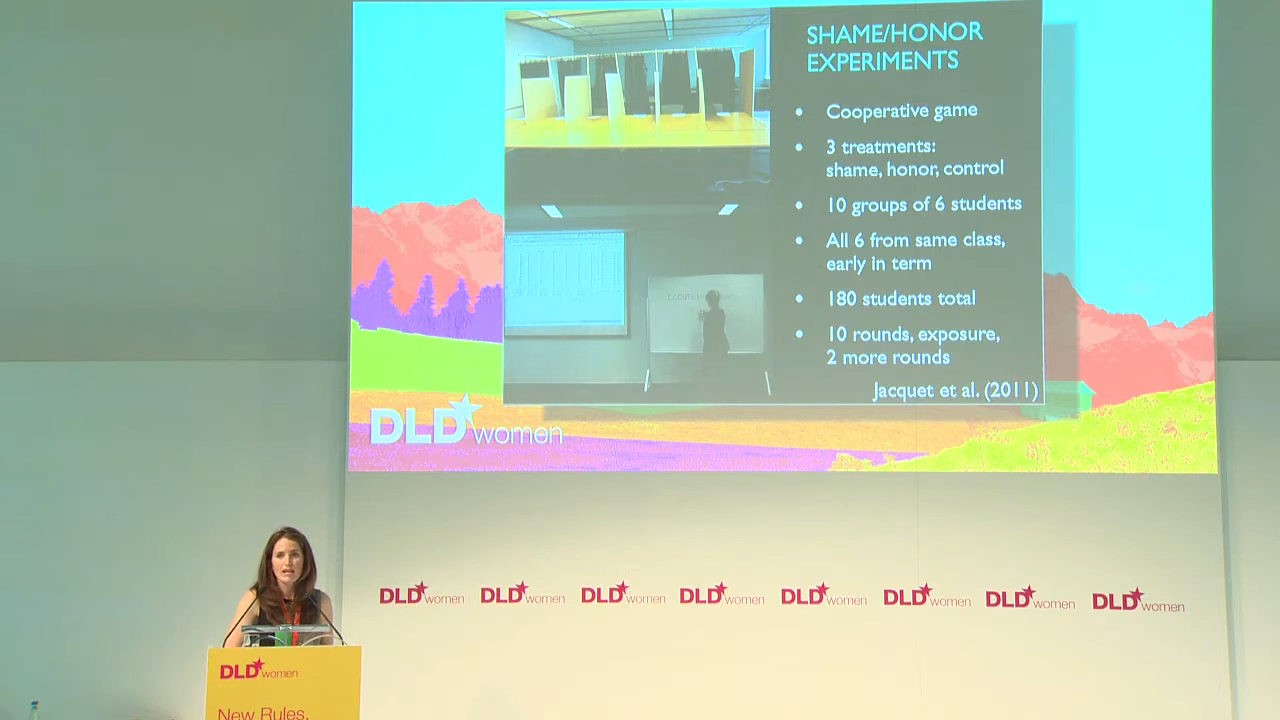 SHAME/HONOR
EXPERIMENTS
• Cooperative game
• 3 treatments:
shame, honor, control
• 10 groups of 6 students
• All 6 from same class,
early in term
• 180 students total
• 10 rounds, exposure,
2 more rounds
Jacquet et al. (2011)
DLD women
DLD women
DLD women
DLD women
DLD women
DLD women
DLD women
DLD women
DLD women
DLD women
New Rules.